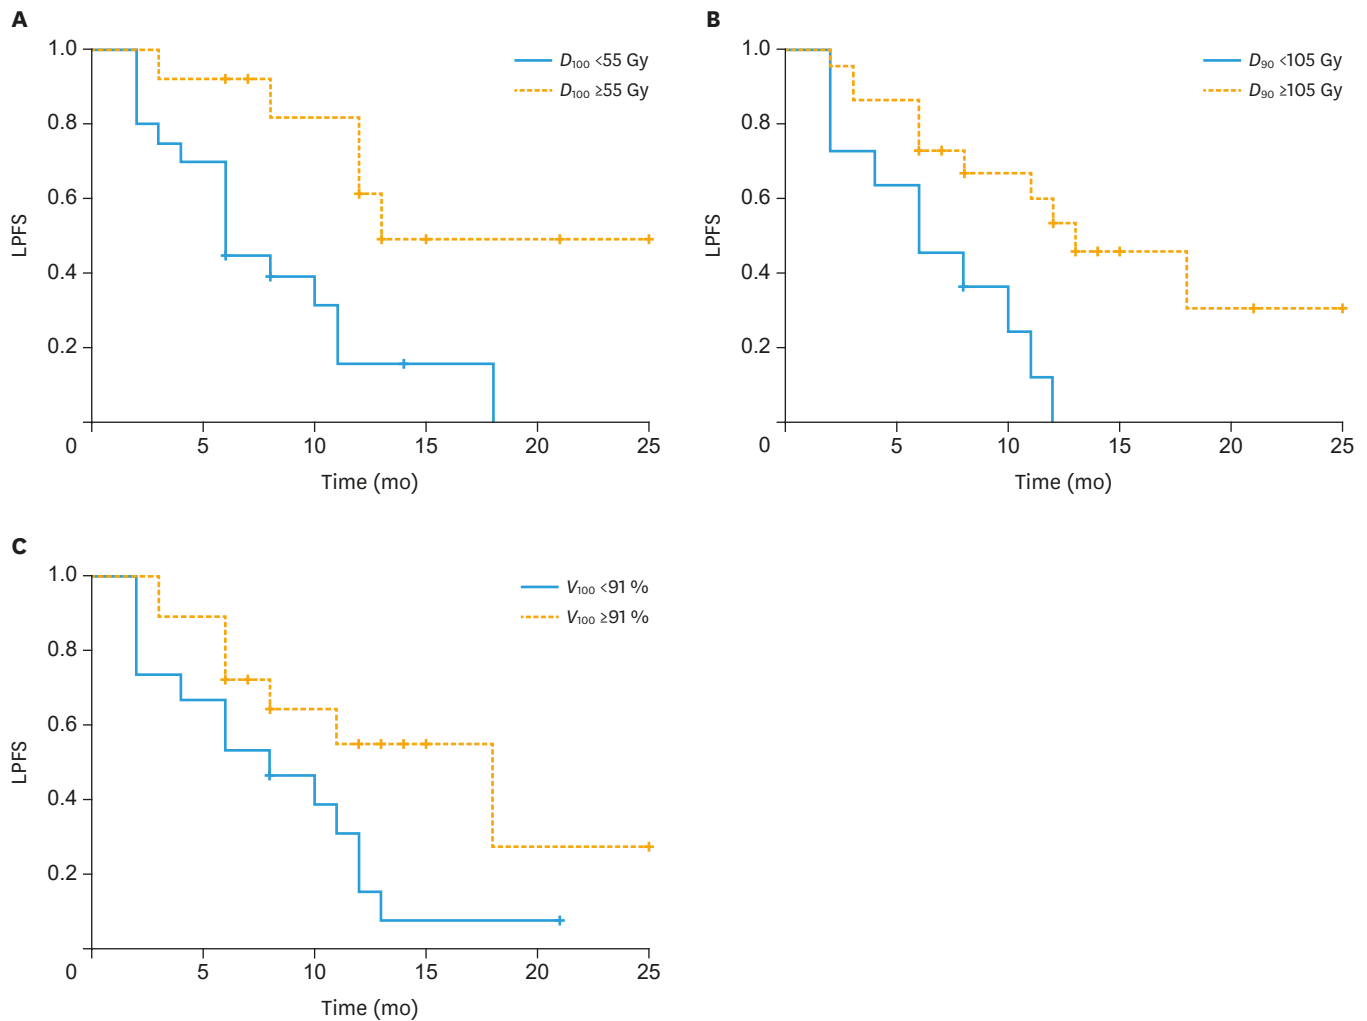 A
1.0
0.8
0.6
0.4
0.2
0
5
10
15
20
25
LPFS
Time (mo)
D₁₀₀ <55 Gy
D₁₀₀ ≥55 Gy
B
1.0
0.8
0.6
0.4
0.2
0
5
10
15
20
25
LPFS
Time (mo)
D₉₀ <105 Gy
D₉₀ ≥105 Gy
C
1.0
0.8
0.6
0.4
0.2
0
5
10
15
20
25
LPFS
Time (mo)
V₁₀₀ <91 %
V₁₀₀ ≥91 %